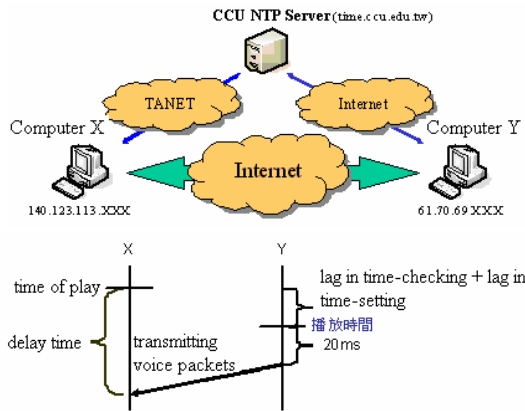 CCU NTP Server (time.ccu.edu.tw)
TANET
Internet
Computer X
Computer Y
Internet
140.123.113.XXX
61.70.69 XXX
X
Y
time of play
lag in time-checking + lag in
time-setting
播放時間
delay time
transmitting
voice packets
20ms